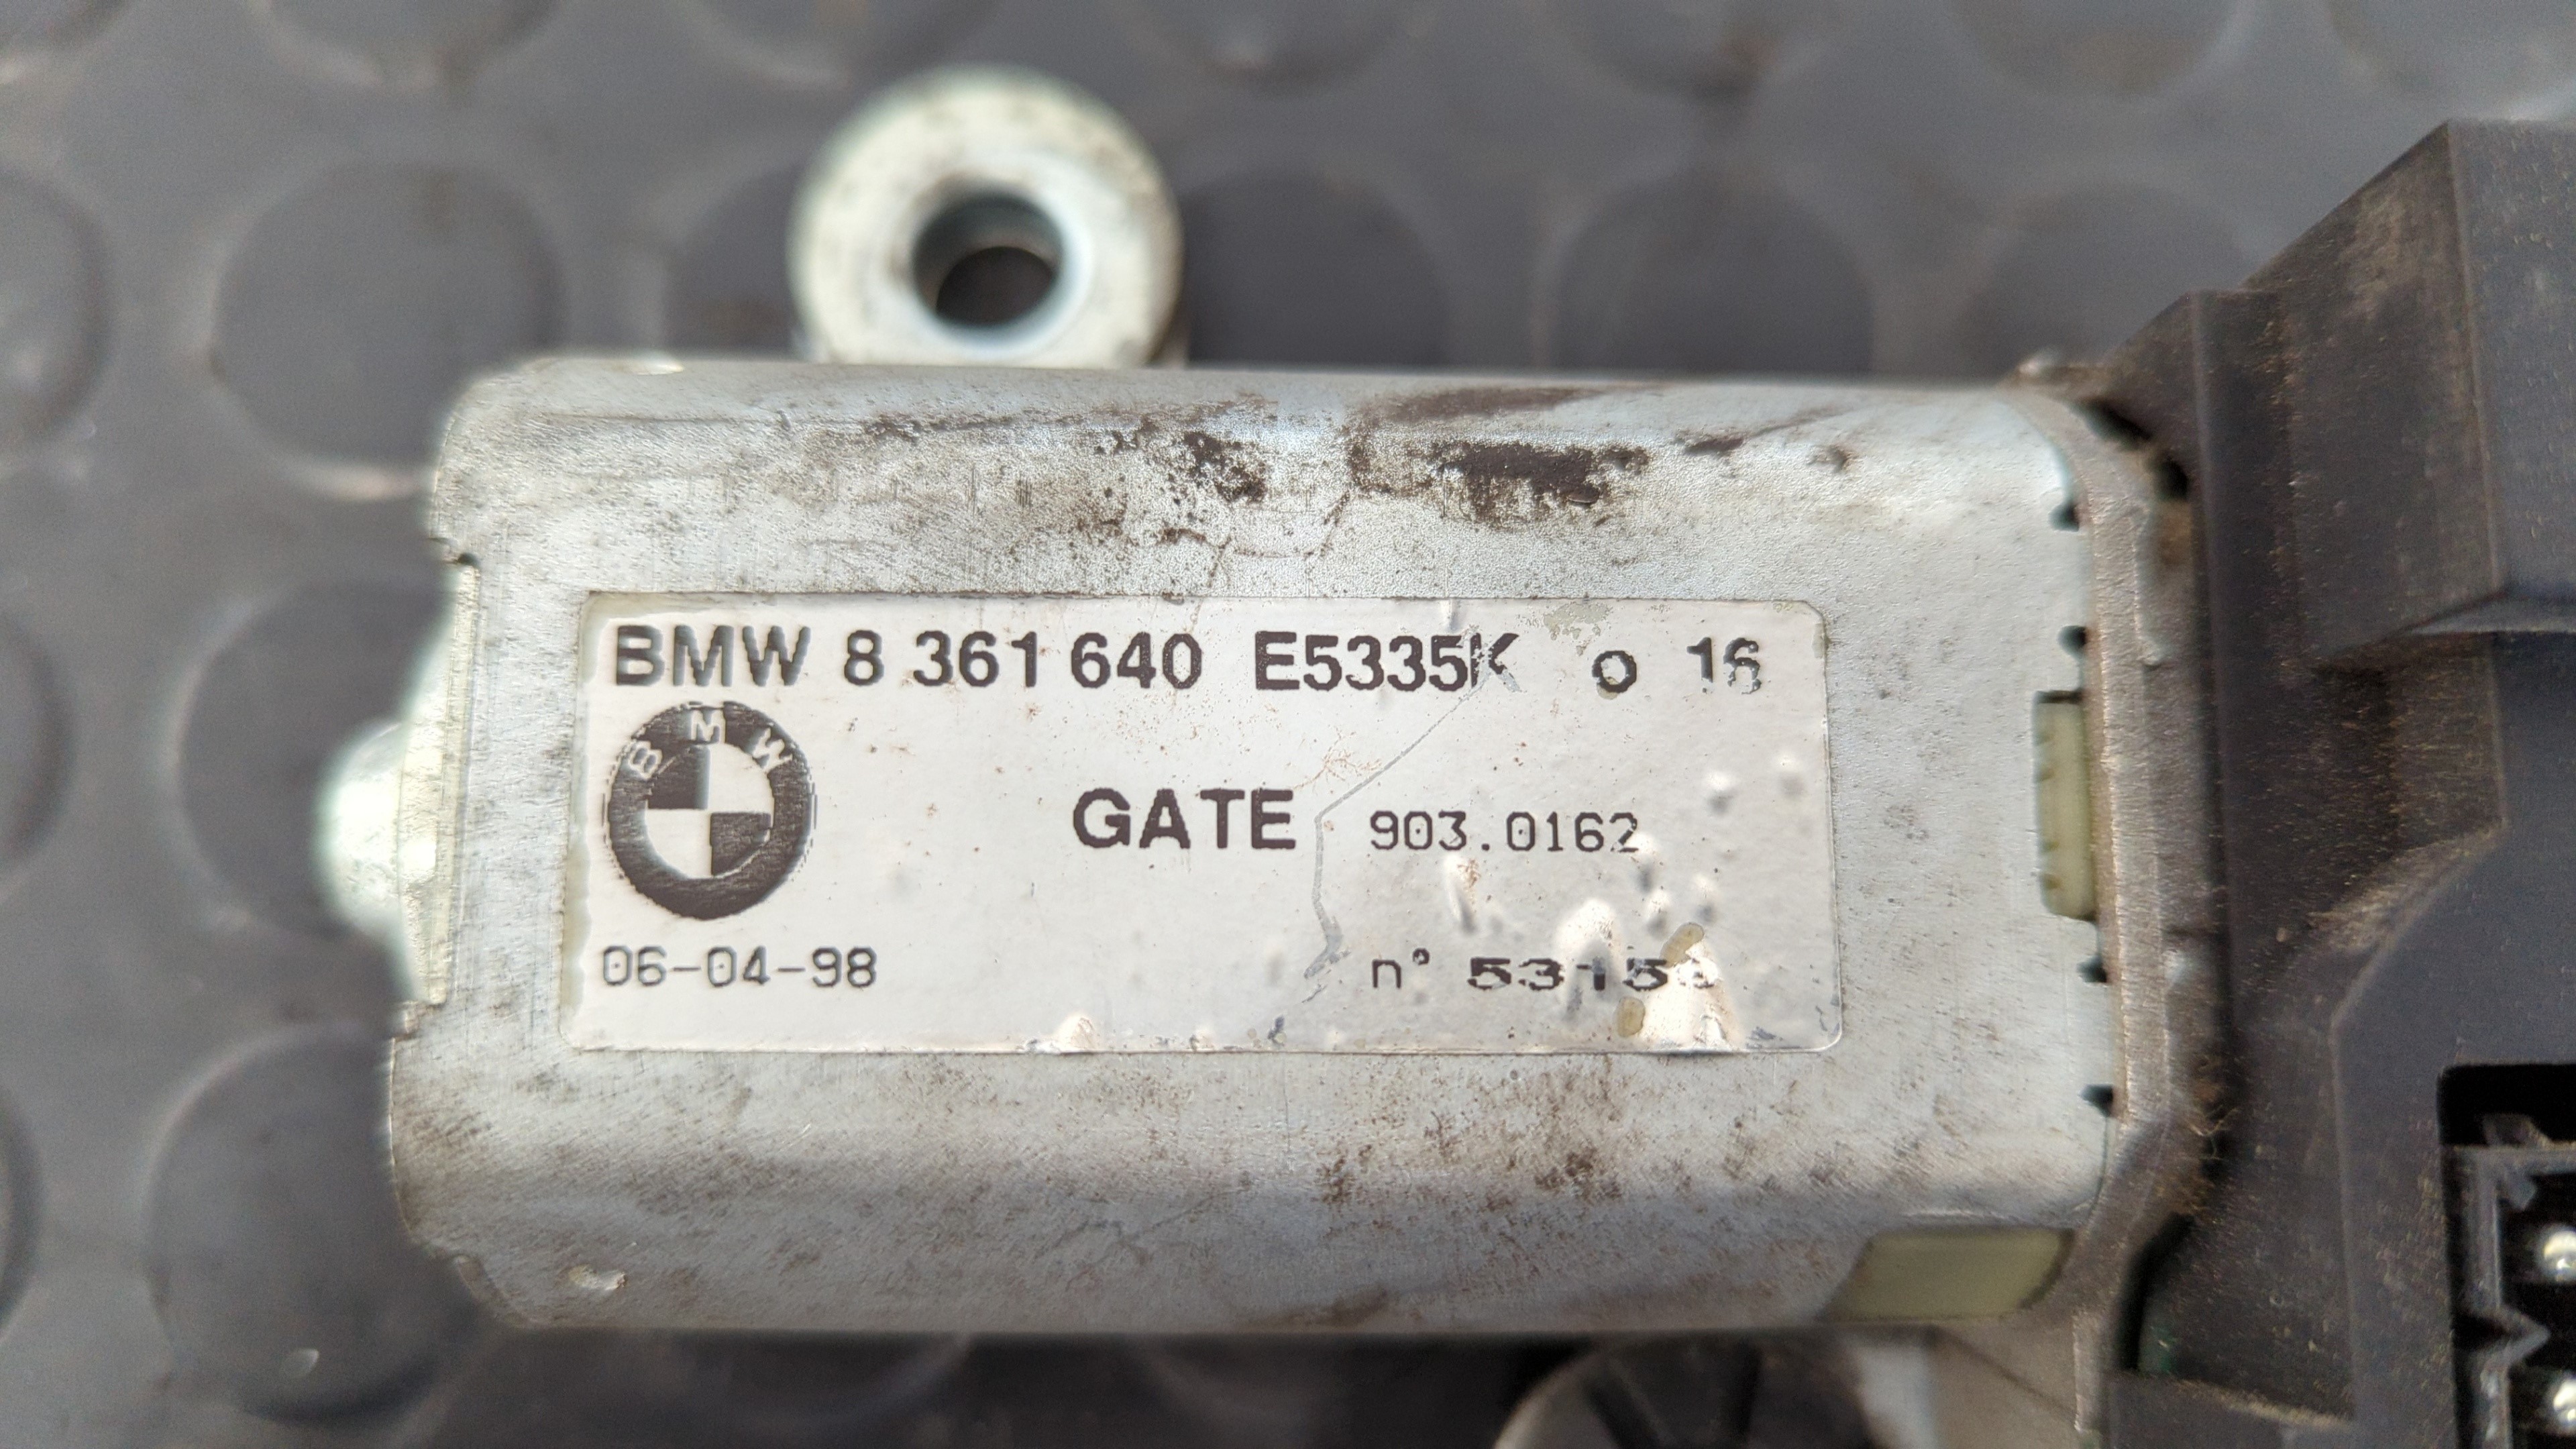 BMW 8 361 640 E5335K o 16
BMW
GATE 903.0162
06-04-98
n°